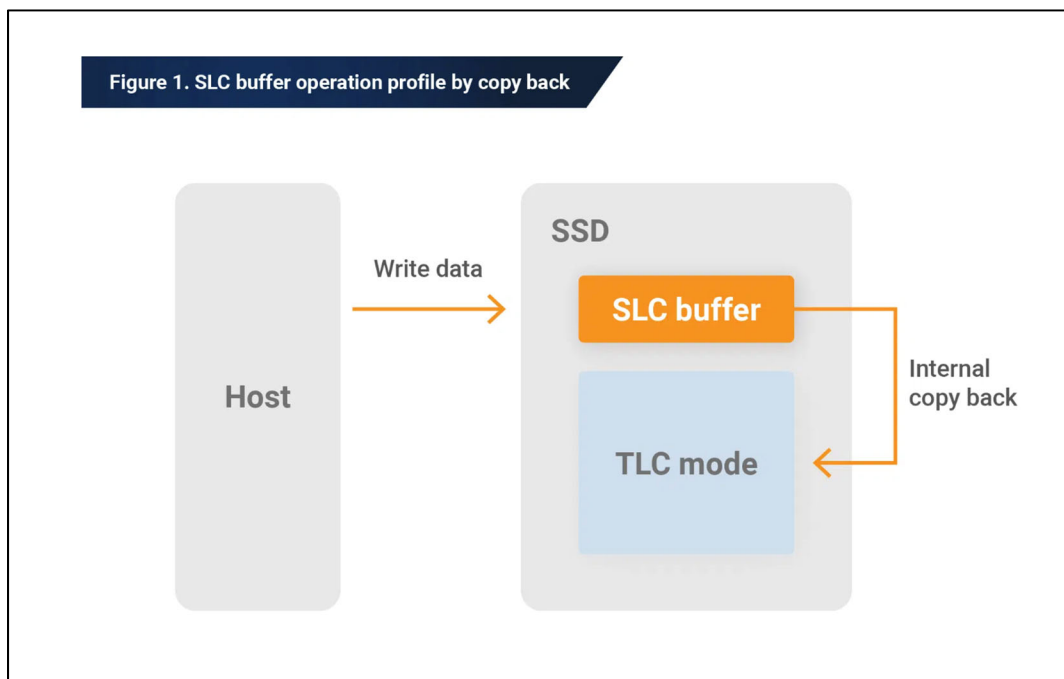 Figure 1. SLC buffer operation profile by copy back
Host
Write data
SSD
SLC buffer
TLC mode
Internal
copy back